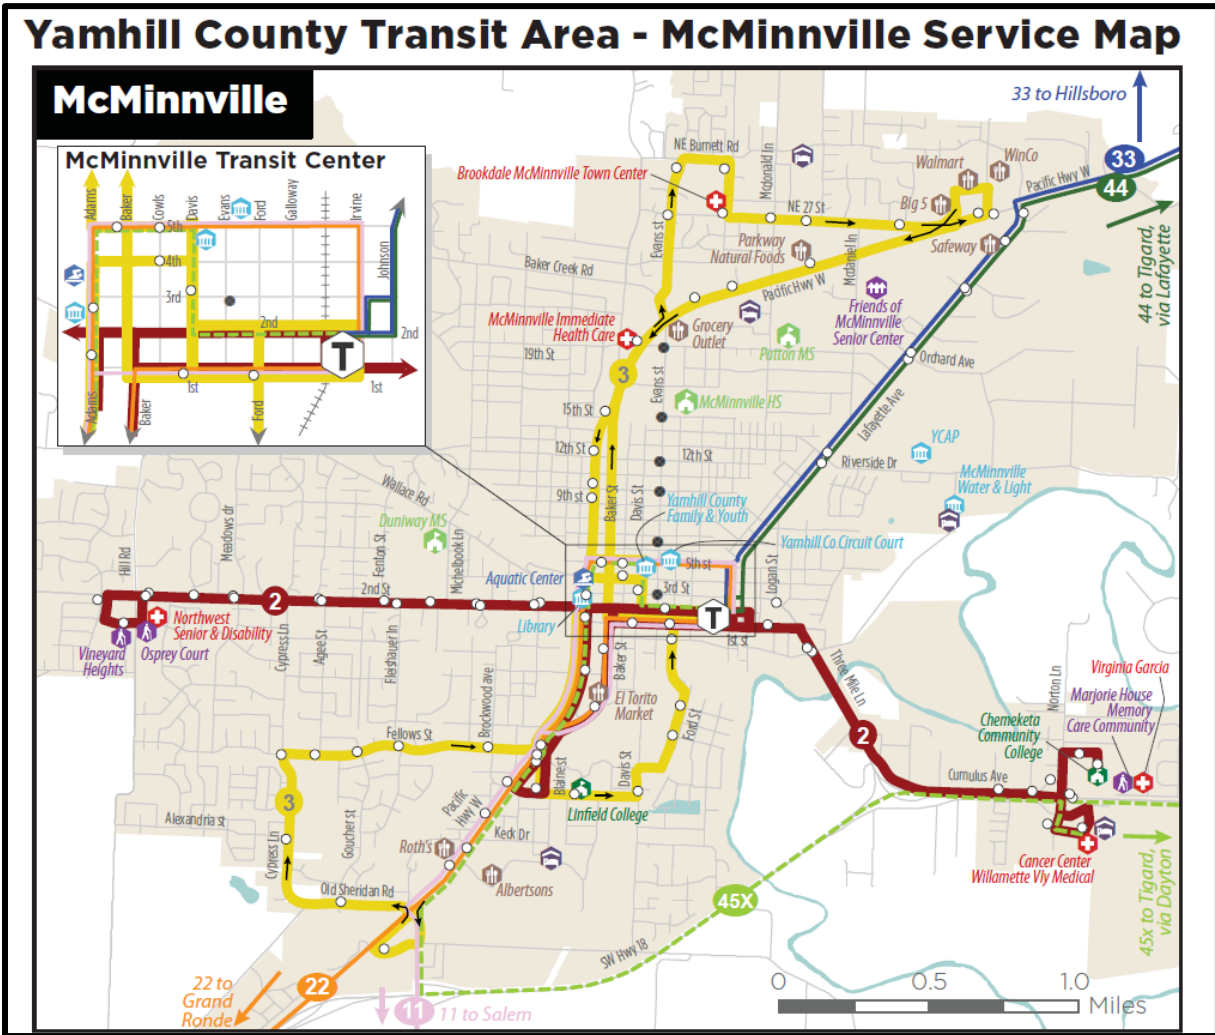 Yamhill County Transit Area - McMinnville Service Map
McMinnville
33 to Hillsboro
McMinnville Transit Center
Adams
Baker
Cowls
Davis
Evans
Ford
Galloway
Irvine
5th
4th
3rd
2nd
Johnson
2nd
T
1st
1st
Adams
Baker
Ford
NE Burnett Rd
Mcdonald ln
Brookdale McMinnville Town Center
Walmart
WinCo
Pacific Hwy W
33
44
Big 5
NE 27 St
Evans st
Parkway
Natural Foods
Mcdaniel ln
Safeway
44 to Tigard,
via Lafayette
Baker Creek Rd
Pacific Hwy W
Friends of
McMinnville
Senior Center
McMinnville Immediate
Health Care
Grocery
Outlet
Patton MS
19th St
3
Orchard Ave
Evans st
McMinnville HS
15th St
Lafayette Ave
12th St
12th St
Riverside Dr
YCAP
McMinnville
Water & Light
9th st
Baker St
Davis St
Wallace Rd
Yamhill County
Family & Youth
Duniway MS
Hill Rd
Meadows dr
Fenton St
Michelbook Ln
Yamhill Co Circuit Court
5th st
Aquatic Center
3rd St
Logan St
2nd St
2
Library
T
1st st
Northwest
Senior & Disability
Vineyard
Heights
Osprey Court
Cypress Ln
Agee St
Fleishauer ln
Baker St
Three Mile Ln
Virginia Garcia
Norton Ln
Marjorie House
Memory
Care Community
Chemeketa
Community
College
El Torito
Market
Brockwood ave
Fellows St
Ford St
2
Cumulus Ave
Blainest
Davis St
3
Pacific
Hwy W
Linfield College
Alexandria st
Goucher st
Cypress Ln
Keck Dr
Roth's
Albertsons
Old Sheridan Rd
Cancer Center
Willamette Vly Medical
45x to Tigard,
via Dayton
45X
SW Hwy 18
22 to
Grand
Ronde
22
11
11 to Salem
0 0.5 1.0
Miles